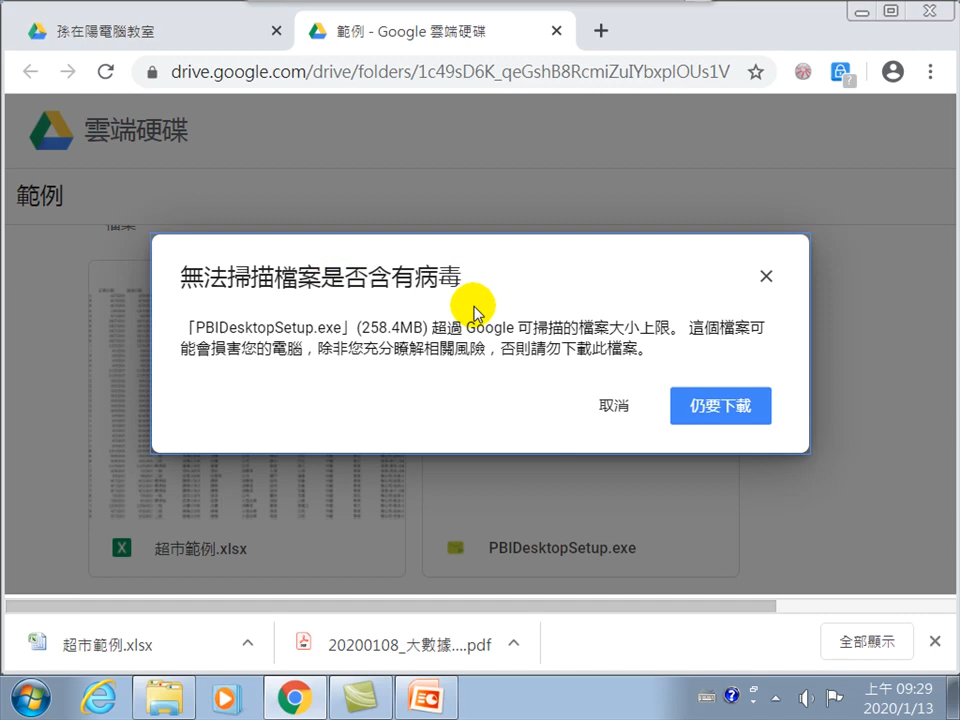 孫在陽電腦教室
範例 - Google 雲端硬碟
drive.google.com/drive/folders/1c49sD6K_qeGshB8RcmiZuIYbxplOUs1V
雲端硬碟
範例
檔案
無法掃描檔案是否含有病毒
「PBIDesktopSetup.exe」(258.4MB) 超過 Google 可掃描的檔案大小上限。 這個檔案可
能會損害您的電腦，除非您充分瞭解相關風險，否則請勿下載此檔案。
取消
仍要下載
超市範例.xlsx
PBIDesktopSetup.exe
超市範例.xlsx
20200108_大數據....pdf
全部顯示
上午 09:29
2020/1/13